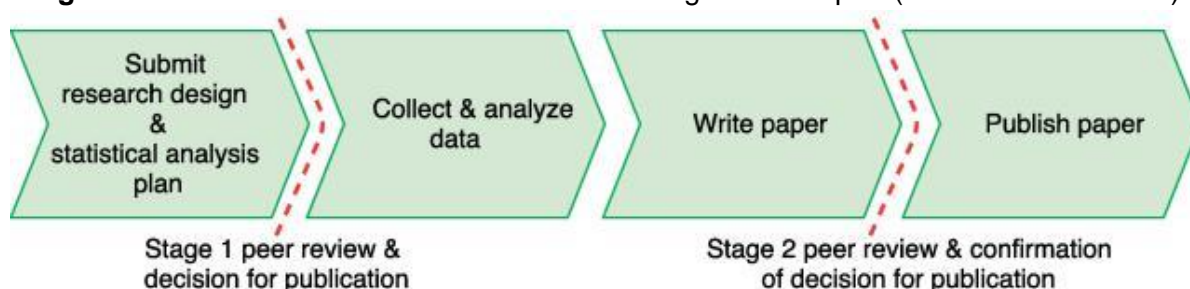 Submit
research design
&
statistical analysis
plan
Collect & analyze
data
Write paper
Publish paper
Stage 1 peer review &
decision for publication
Stage 2 peer review & confirmation
of decision for publication